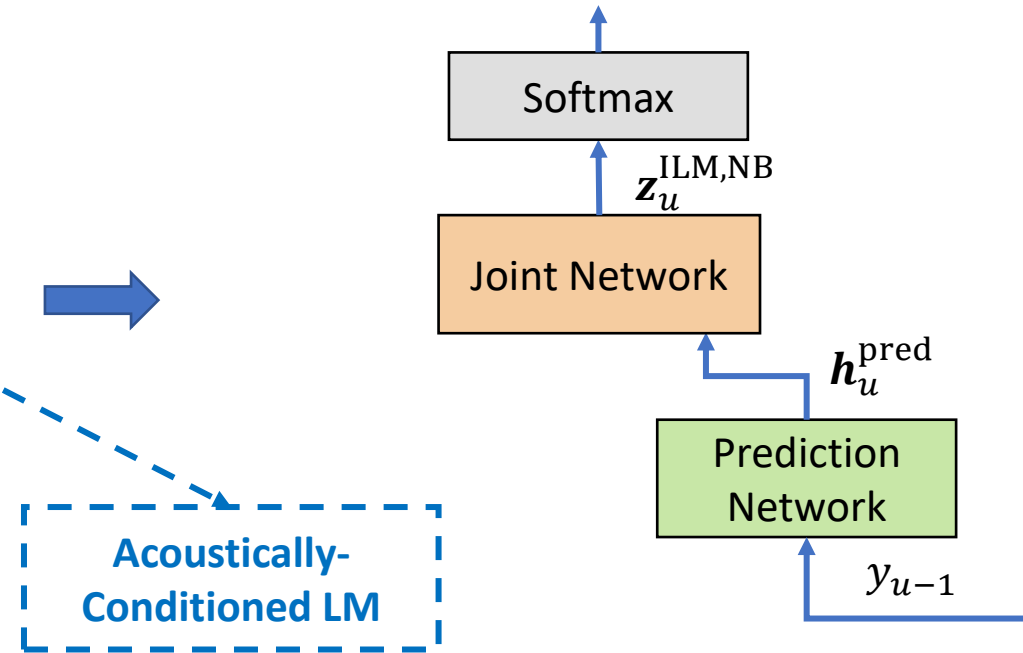 Softmax
z_u^{ILM,NB}
Joint Network
h_u^{pred}
Prediction
Network
Acoustically-
Conditioned LM
y_{u−1}